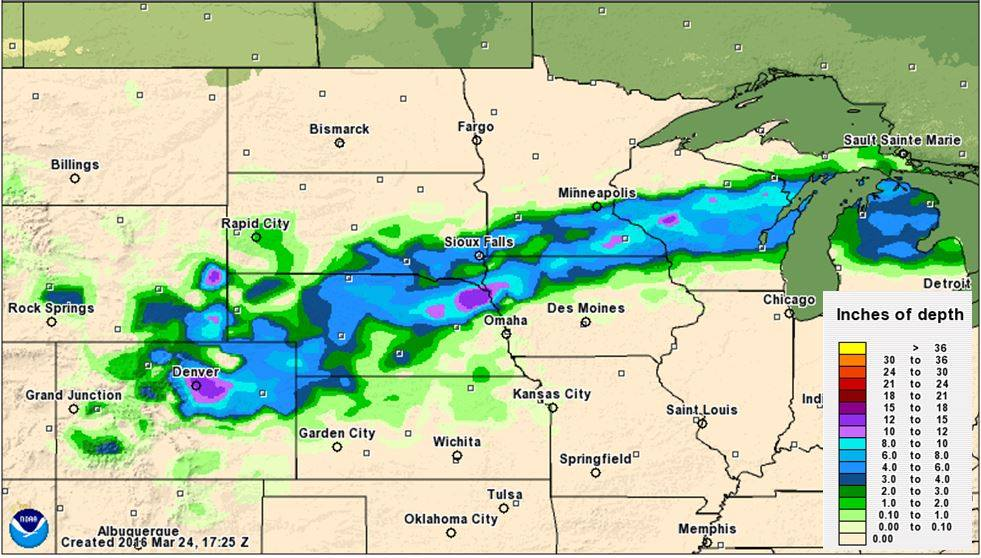 Bismarck
Fargo
Sault Sainte Marie
Billings
Minneapolis
Rapid City
Sioux Falls
Detroit
Rock Springs
Des Moines
Chicago
Omaha
Inches of depth
> 36
30 to 36
24 to 30
21 to 24
18 to 21
15 to 18
12 to 15
10 to 12
8.0 to 10
6.0 to 8.0
4.0 to 6.0
3.0 to 4.0
2.0 to 3.0
1.0 to 2.0
0.10 to 1.0
0.00 to 0.10
0.00
Denver
Grand Junction
Kansas City
Indi
Saint Louis
Garden City
Wichita
Springfield
Tulsa
Oklahoma City
Memphis
NOAA
Albuquerque
Created 2016 Mar 24, 17:25 Z